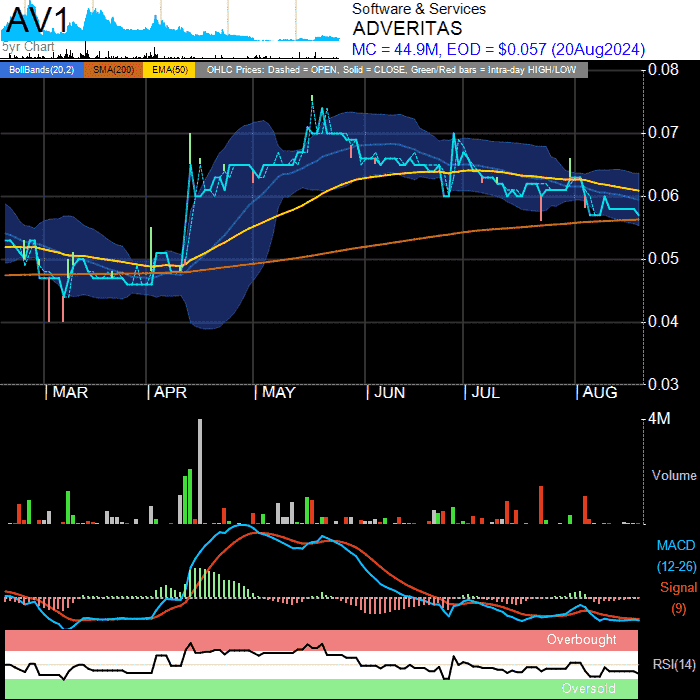 AV1
5yr Chart
Software & Services
ADVERITAS
MC = 44.9M, EOD = $0.057 (20Aug2024)
BollBands(20,2) SMA(200) EMA(50) OHLC Prices: Dashed = OPEN, Solid = CLOSE, Green/Red bars = Intra-day HIGH/LOW
0.08
0.07
0.06
0.05
0.04
0.03
| MAR | APR | MAY | JUN | JUL | AUG
4M
Volume
MACD
(12-26)
Signal
(9)
Overbought
RSI(14)
Oversold